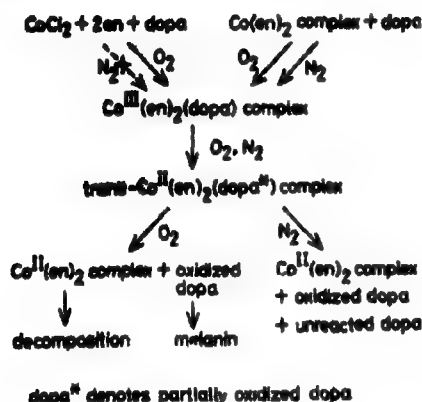 CoCl₂ + 2en + dopa Co(en)₂ complex + dopa
N₂ O₂ O₂ N₂
Coᴵᴵᴵ(en)₂(dopa) complex
O₂, N₂
trans-Coᴵᴵ(en)₂(dopa*) complex
O₂ N₂
Coᴵᴵ(en)₂ complex + oxidized dopa
decomposition melanin
Coᴵᴵ(en)₂ complex
+ oxidized dopa
+ unreacted dopa
dopa* denotes partially oxidized dopa